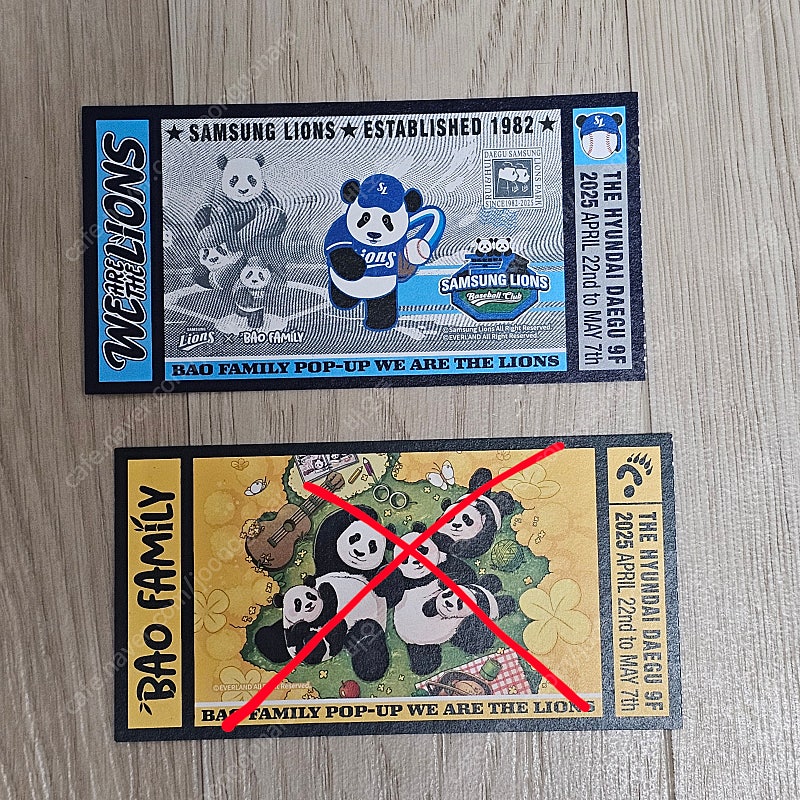 ★ SAMSUNG LIONS ★ ESTABLISHED 1982 ★
WE ARE THE LIONS
SL
SL
Lions
DAEGU SAMSUNG
LIONS PARK
SINCE1982-2025
SAMSUNG LIONS
Baseball Club
SAMSUNG
Lions × BAO FAMILY
© Samsung Lions All Right Reserved.
© EVERLAND All Right Reserved.
BAO FAMILY POP-UP WE ARE THE LIONS
THE HYUNDAI DAEGU 9F
2025 APRIL 22nd to MAY 7th
BAO FAMILY
© EVERLAND All Right Reserved.
BAO FAMILY POP-UP WE ARE THE LIONS
THE HYUNDAI DAEGU 9F
2025 APRIL 22nd to MAY 7th